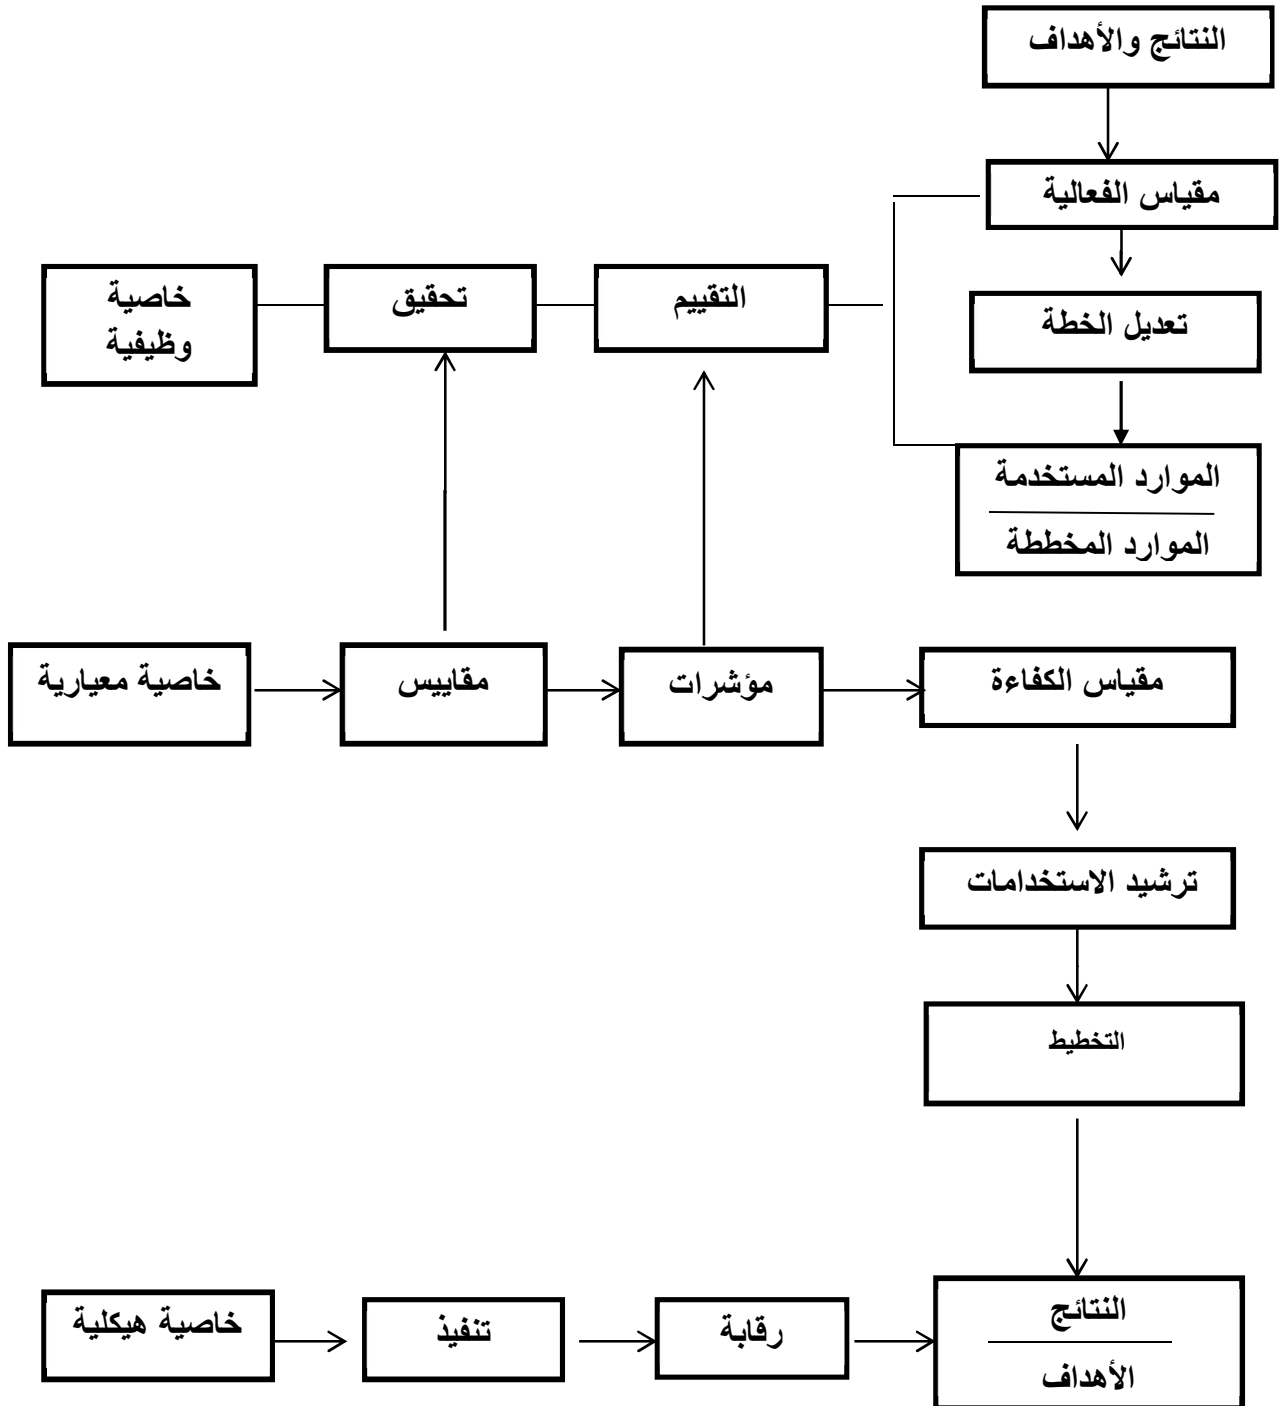 النتائج والأهداف
مقياس الفعالية
التقييم
تحقيق
خاصية
وظيفية
تعديل الخطة
الموارد المستخدمة
الموارد المخططة
مقياس الكفاءة
مؤشرات
مقاييس
خاصية معيارية
ترشيد الاستخدامات
التخطيط
النتائج
الأهداف
رقابة
تنفيذ
خاصية هيكلية